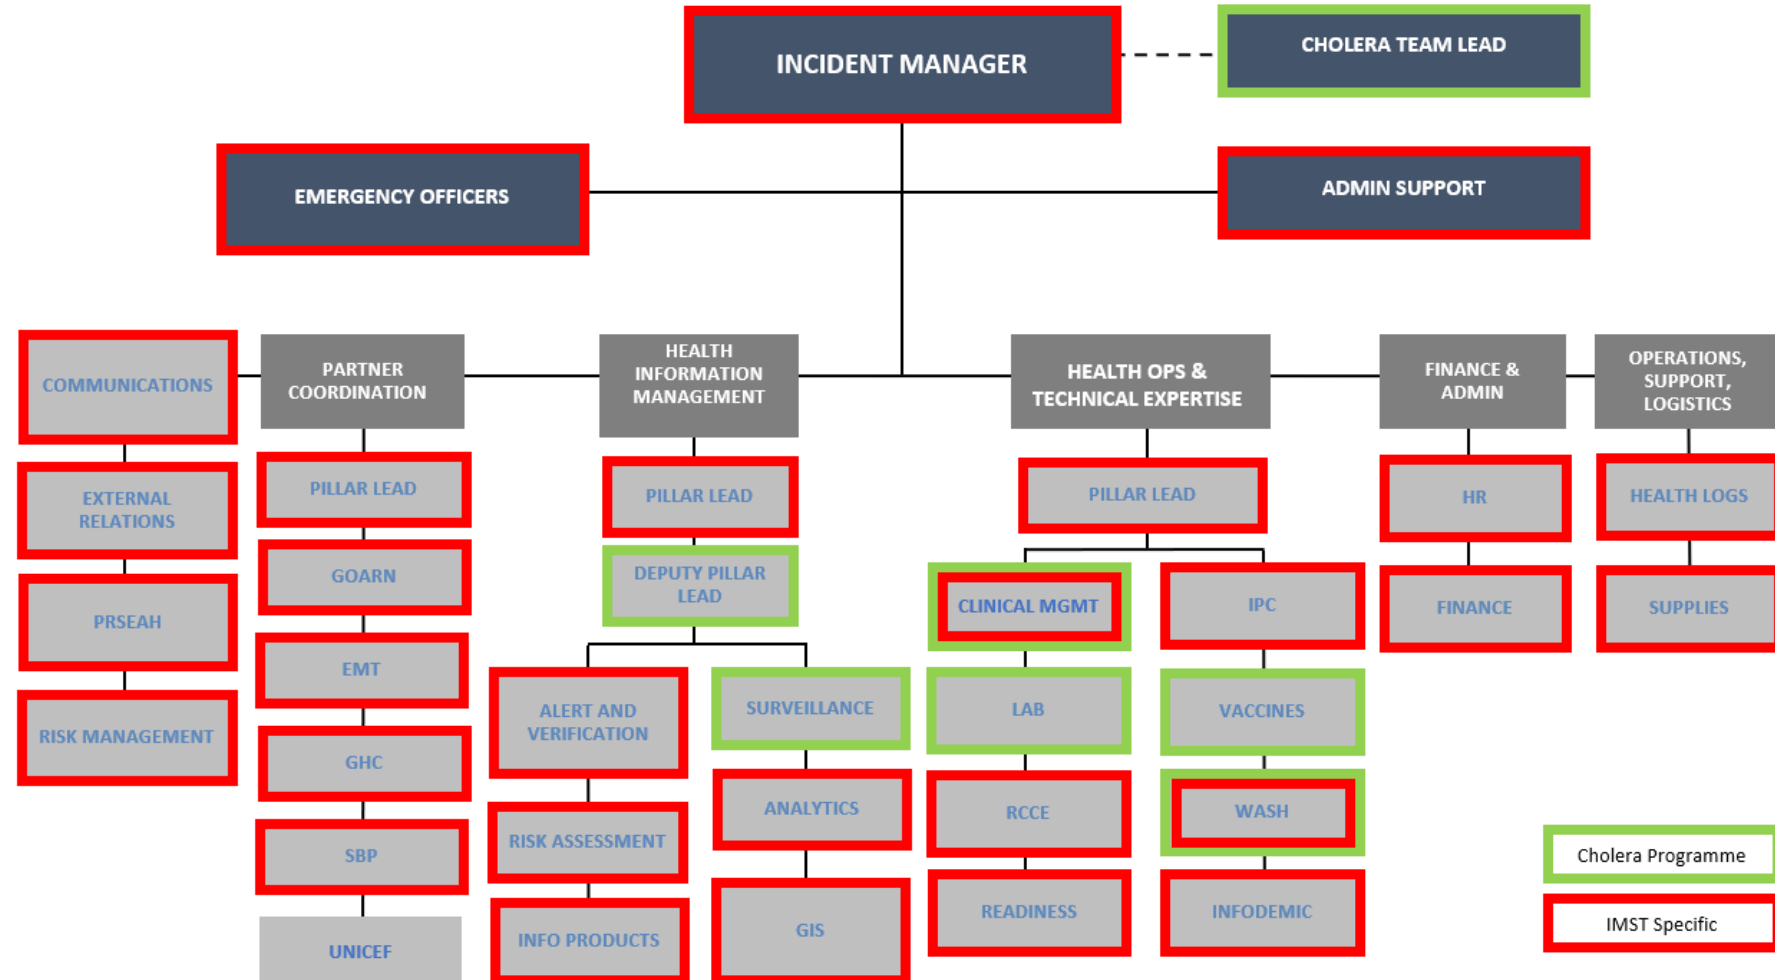 INCIDENT MANAGER
CHOLERA TEAM LEAD
EMERGENCY OFFICERS
ADMIN SUPPORT
COMMUNICATIONS
EXTERNAL
RELATIONS
PRSEAH
RISK MANAGEMENT
PARTNER
COORDINATION
PILLAR LEAD
GOARN
EMT
GHC
SBP
UNICEF
HEALTH
INFORMATION
MANAGEMENT
PILLAR LEAD
DEPUTY PILLAR
LEAD
ALERT AND
VERIFICATION
RISK ASSESSMENT
INFO PRODUCTS
SURVEILLANCE
ANALYTICS
GIS
HEALTH OPS &
TECHNICAL EXPERTISE
PILLAR LEAD
CLINICAL MGMT
LAB
RCCE
READINESS
IPC
VACCINES
WASH
INFODEMIC
FINANCE &
ADMIN
HR
FINANCE
OPERATIONS,
SUPPORT,
LOGISTICS
HEALTH LOGS
SUPPLIES
Cholera Programme
IMST Specific